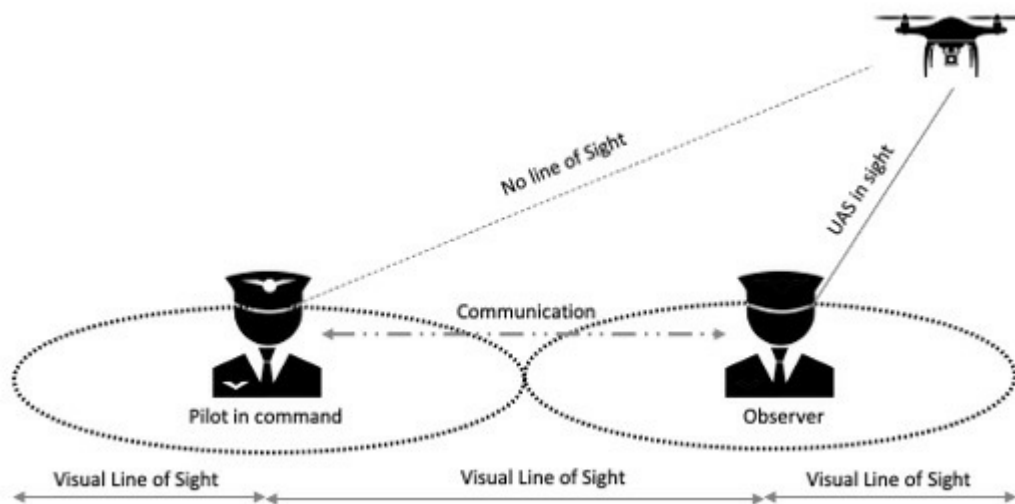 No line of Sight
UAS in sight
Communication
Pilot in command
Observer
Visual Line of Sight
Visual Line of Sight
Visual Line of Sight